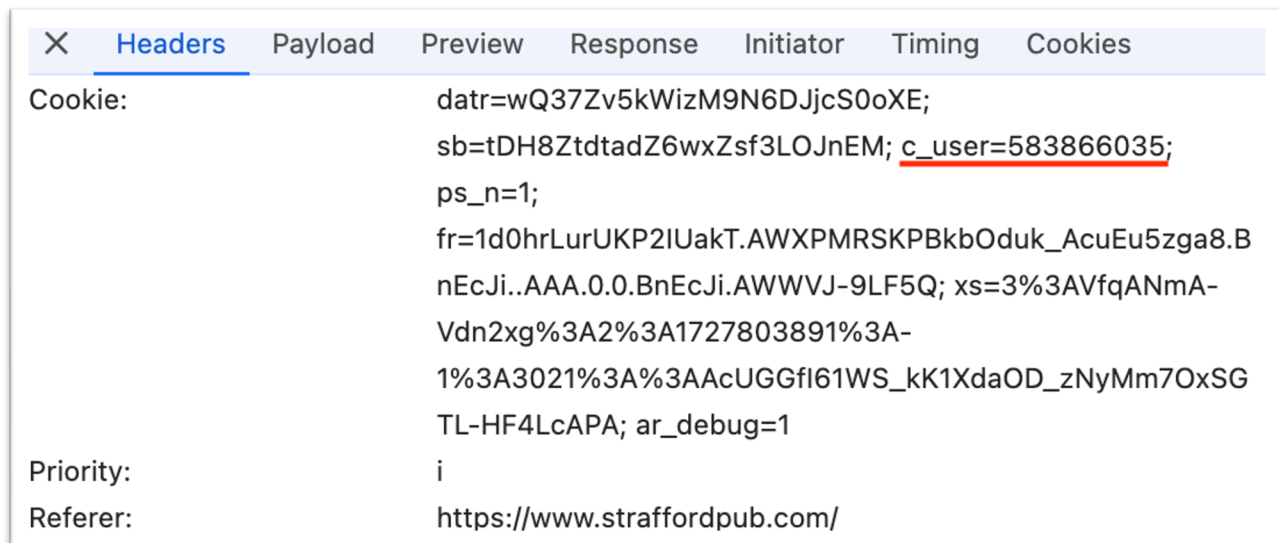 Headers Payload Preview Response Initiator Timing Cookies
Cookie: datr=wQ37Zv5kWizM9N6DJjcS0oXE;
sb=tDH8ZtdtadZ6wxZsf3LOJnEM; c_user=583866035;
ps_n=1;
fr=1d0hrLurUKP2IUakT.AWXPMRSKPBkbOduk_AcuEu5zga8.B
nEcJi..AAA.0.0.BnEcJi.AWWVJ-9LF5Q; xs=3%3AVfqANmA-
Vdn2xg%3A2%3A1727803891%3A-
1%3A3021%3A%3AAcUGGfI61WS_kK1XdaOD_zNyMm7OxSG
TL-HF4LcAPA; ar_debug=1
Priority: i
Referer: https://www.straffordpub.com/